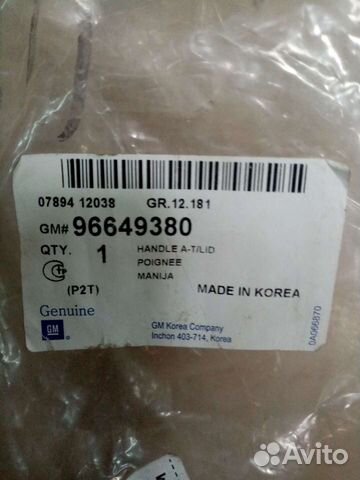 07894 12038 GR.12.181
GM# 96649380
QTY. 1 HANDLE A-T/LID
POIGNEE
MANIJA
(P2T) MADE IN KOREA
Genuine
GM
GM Korea Company
Inchon 403-714, Korea
0A066870
Avito